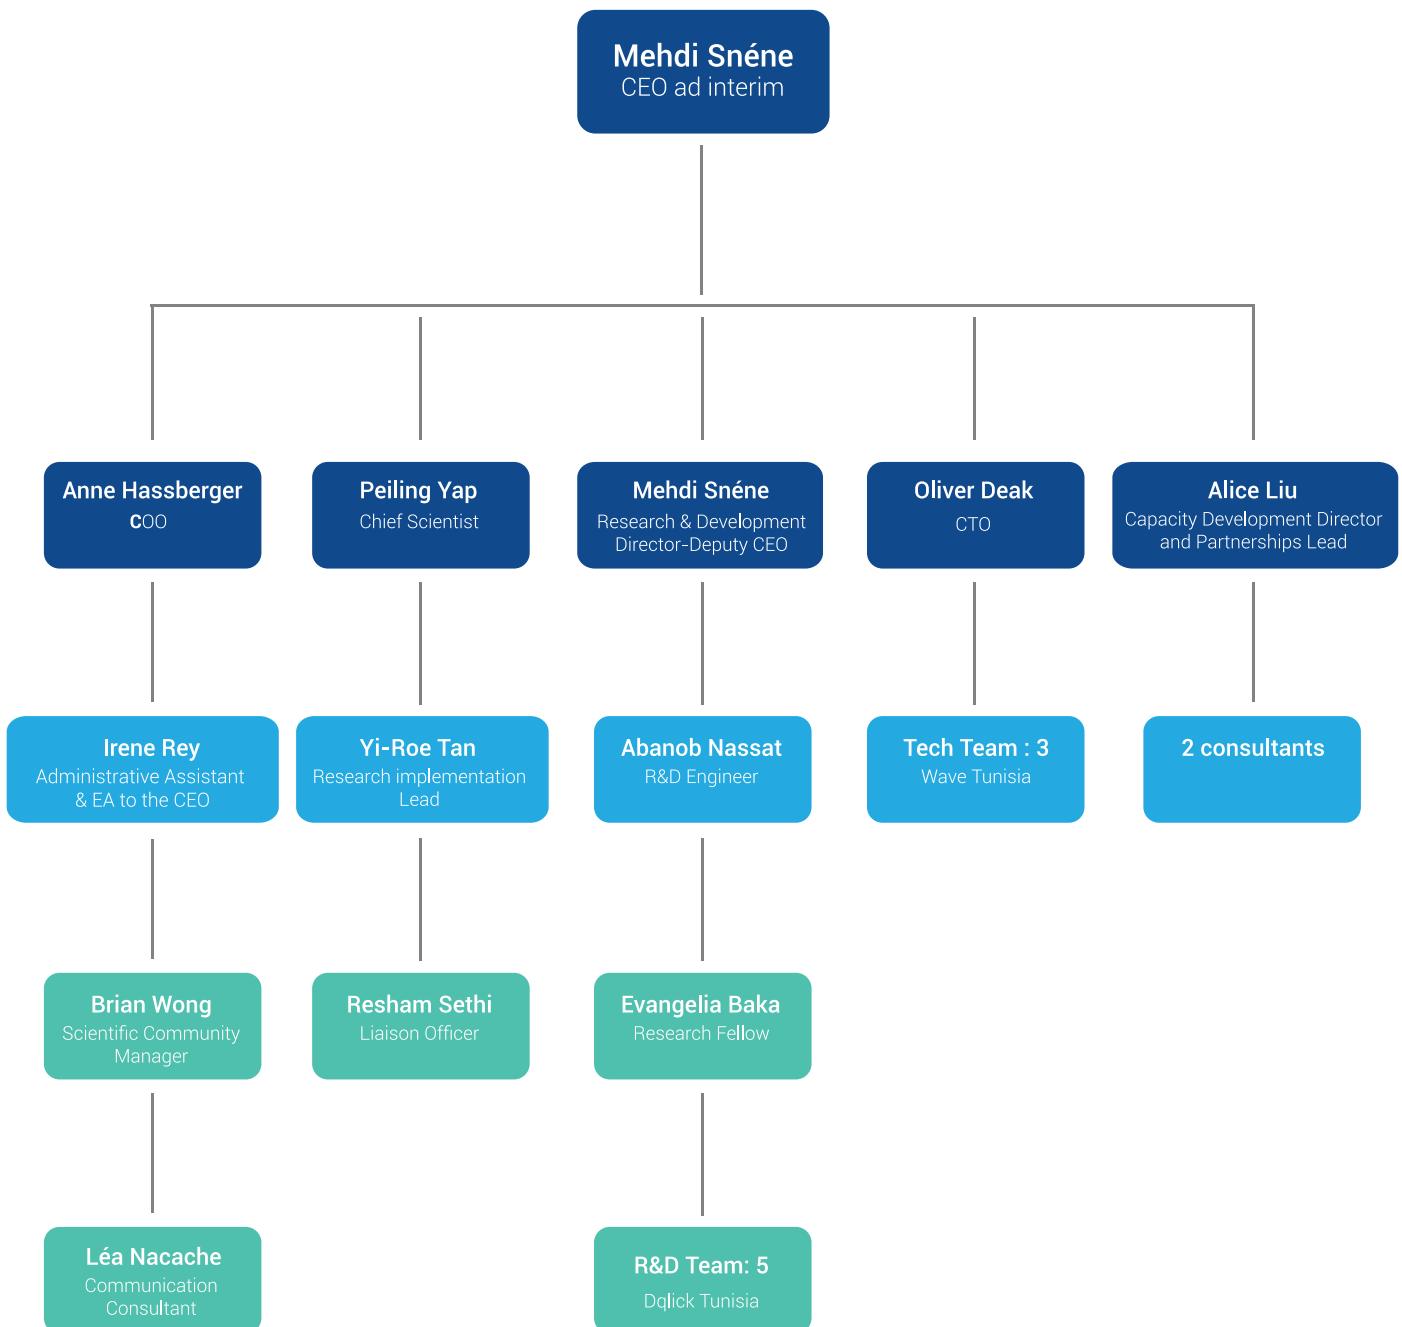 Mehdi Snéne
CEO ad interim
Anne Hassberger
COO
Peiling Yap
Chief Scientist
Mehdi Snéne
Research & Development
Director-Deputy CEO
Oliver Deak
CTO
Alice Liu
Capacity Development Director
and Partnerships Lead
Irene Rey
Administrative Assistant
& EA to the CEO
Yi-Roe Tan
Research implementation
Lead
Abanob Nassat
R&D Engineer
Tech Team : 3
Wave Tunisia
2 consultants
Brian Wong
Scientific Community
Manager
Resham Sethi
Liaison Officer
Evangelia Baka
Research Fellow
Léa Nacache
Communication
Consultant
R&D Team: 5
Dqlick Tunisia